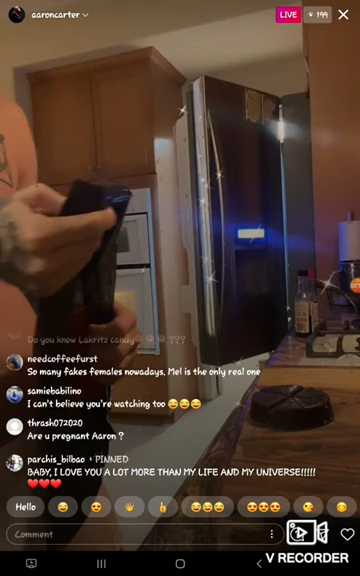 aaroncarter
LIVE
199
Do you know Lakritz candy ???
needcoffeefurst
So many fakes females nowadays, Mel is the only real one
samiebabilino
I can't believe you're watching too 😂😂😂
thrash072020
Are u pregnant Aaron ?
parchis_bilbao • PINNED
BABY, I LOVE YOU A LOT MORE THAN MY LIFE AND MY UNIVERSE!!!!!
❤️❤️❤️
Hello
Comment
V RECORDER